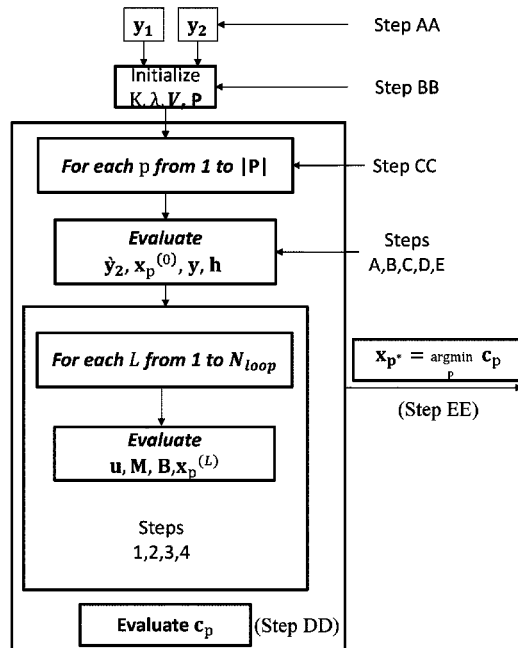 y₁ y₂ Step AA
Initialize
K, λ, V, P
Step BB
For each p from 1 to |P|
Step CC
Evaluate
ỳ₂, xₚ⁽⁰⁾, y, h
Steps
A,B,C,D,E
For each L from 1 to N_loop
xₚ* = argmin cₚ
p
(Step EE)
Evaluate
u, M, B,xₚ⁽ᴸ⁾
Steps
1,2,3,4
Evaluate cₚ (Step DD)